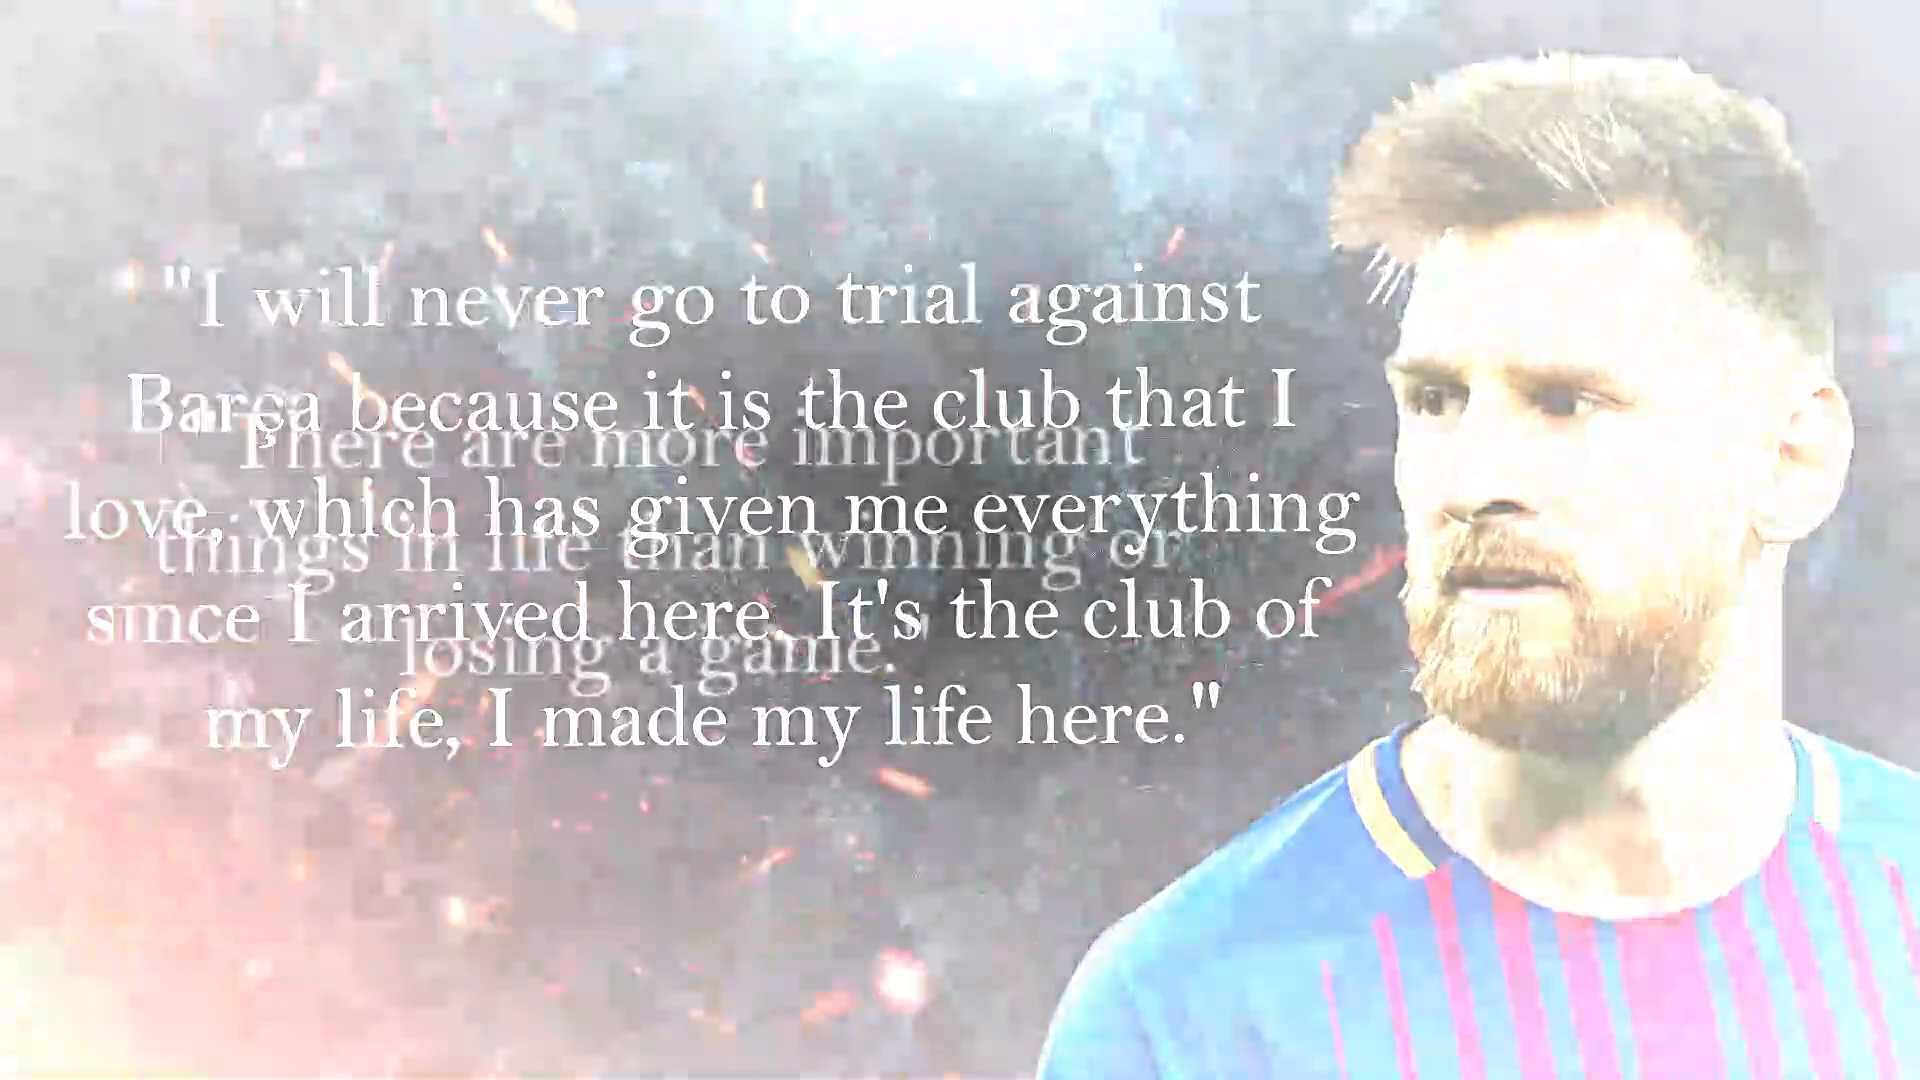 "I will never go to trial against
Barça because it is the club that I
love, which has given me everything
since I arrived here. It's the club of
my life, I made my life here."
"There are more important
things in life than winning or
losing a game."